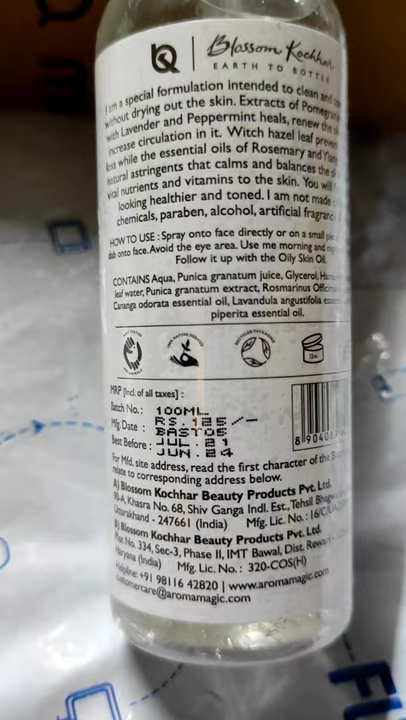 BK
Blossom Kochhar
EARTH TO BOTTLE
I am a special formulation intended to clean and
without drying out the skin. Extracts of
with Lavender and Peppermint heals, renew the
increase circulation in it. Witch hazel leaf
loss while the essential oils of Rosemary and
natural astringents that calms and balances the
vital nutrients and vitamins to the skin. You will
looking healthier and toned. I am not made
chemicals, paraben, alcohol, artificial
HOW TO USE : Spray onto face directly or on a small
dab onto face. Avoid the eye area. Use me morning and
Follow it up with the Oily Skin Oil.
CONTAINS Aqua, Punica granatum juice, Glycerol,
leaf water, Punica granatum extract, Rosmarinus
Cananga odorata essential oil, Lavandula angustifolia
piperita essential oil.
12m
MRP [Incl. of all taxes] :
100ML
Batch No.: RS.125
Mfg. Date : BAST05
Best Before : JUL.21
JUN.24
For Mfd. site address, read the first character of the
relate to corresponding address below.
A) Blossom Kochhar Beauty Products Pvt. Ltd.
90-A, Khasra No. 68, Shiv Ganga Indl. Est., Tehsil
Uttarakhand - 247661 (India) Mfg. Lic. No.:
B) Blossom Kochhar Beauty Products Pvt. Ltd.
Plot No. 334, Sec-3, Phase II, IMT Bawal, Dist.
Haryana (India) Mfg. Lic. No.: 320-COS(H)
Helpline: +91 98116 42820 | www.aromamagic.com
customercare@aromamagic.com